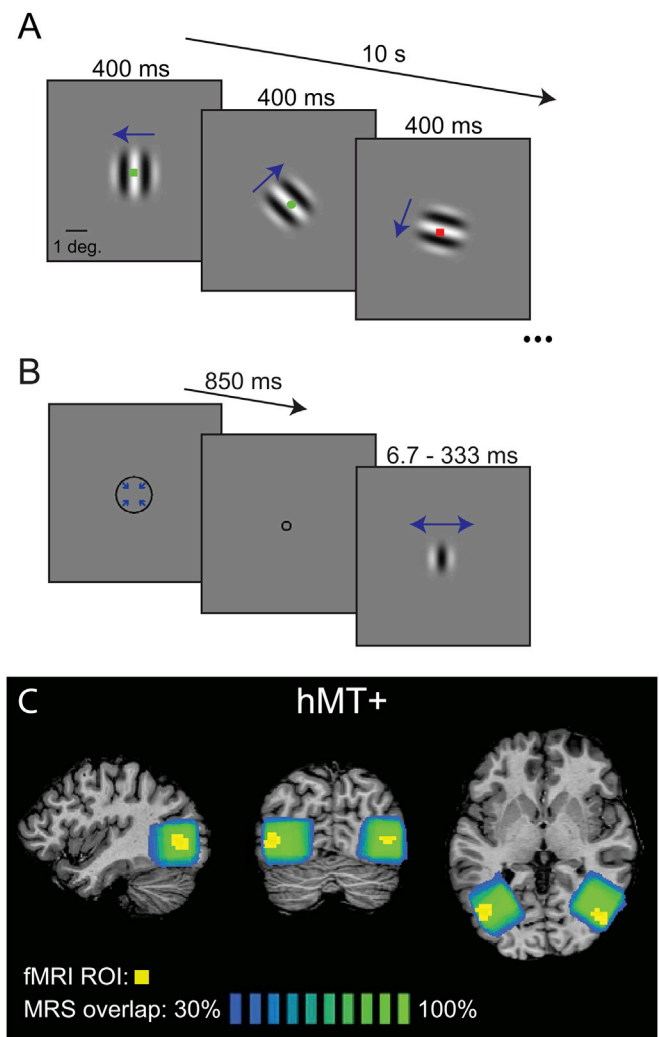 A
10 s
400 ms
400 ms
400 ms
1 deg.
...
B
850 ms
6.7 - 333 ms
C
hMT+
fMRI ROI:
MRS overlap: 30% 100%